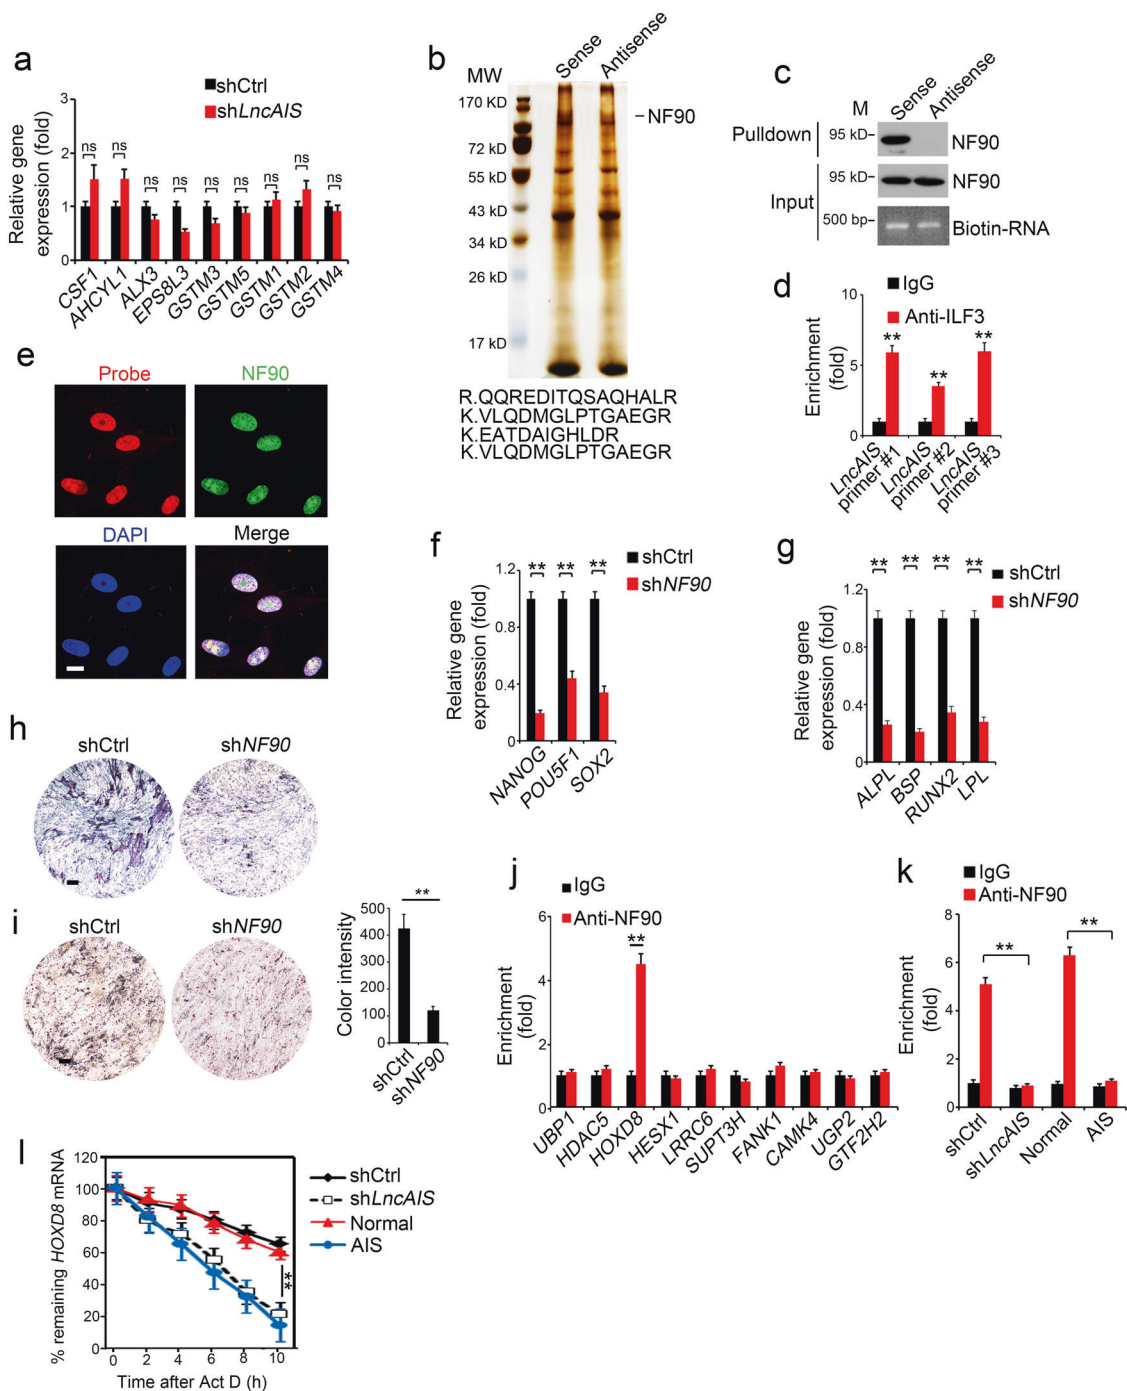 a
shCtrl
shLncAIS
Relative gene
expression (fold)
3
2
1
0
ns ns ns ns ns ns ns ns ns
CSF1 AHCYL1 ALX3 EPS8L3 GSTM3 GSTM5 GSTM1 GSTM2 GSTM4
b
MW Sense Antisense
170 KD
72 kD
55 kD
43 kD
34 kD
26 kD
17 kD
NF90
R.QQREDITQSAQHALR
K.VLQDMGLPTGAEGR
K.EATDAIGHLDR
K.VLQDMGLPTGAEGR
c
M Sense Antisense
Pulldown 95 kD NF90
Input
95 kD NF90
500 bp Biotin-RNA
d
IgG
Anti-ILF3
Enrichment
(fold)
10
5
0
** ** **
LncAIS primer #1
LncAIS primer #2
LncAIS primer #3
e
Probe NF90
DAPI Merge
f
shCtrl
shNF90
Relative gene
expression (fold)
1.2
0.8
0.4
0
** ** **
NANOG POU5F1 SOX2
g
shCtrl
shNF90
Relative gene
expression (fold)
1.2
0.8
0.4
0
** ** ** **
ALPL BSP RUNX2 LPL
h
shCtrl shNF90
i
shCtrl shNF90
Color intensity
500
400
300
200
100
0
**
shCtrl shNF90
j
IgG
Anti-NF90
Enrichment
(fold)
6
4
2
0
**
UBP1 HDAC5 HOXD8 HESX1 LRRC6 SUPT3H FANK1 CAMK4 UGP2 GTF2H2
k
IgG
Anti-NF90
Enrichment
(fold)
8
6
4
2
0
** **
shCtrl shLncAIS Normal AIS
l
% remaining HOXD8 mRNA
120
100
80
60
40
20
0
0 2 4 6 8 10
Time after Act D (h)
**
shCtrl
shLncAIS
Normal
AIS